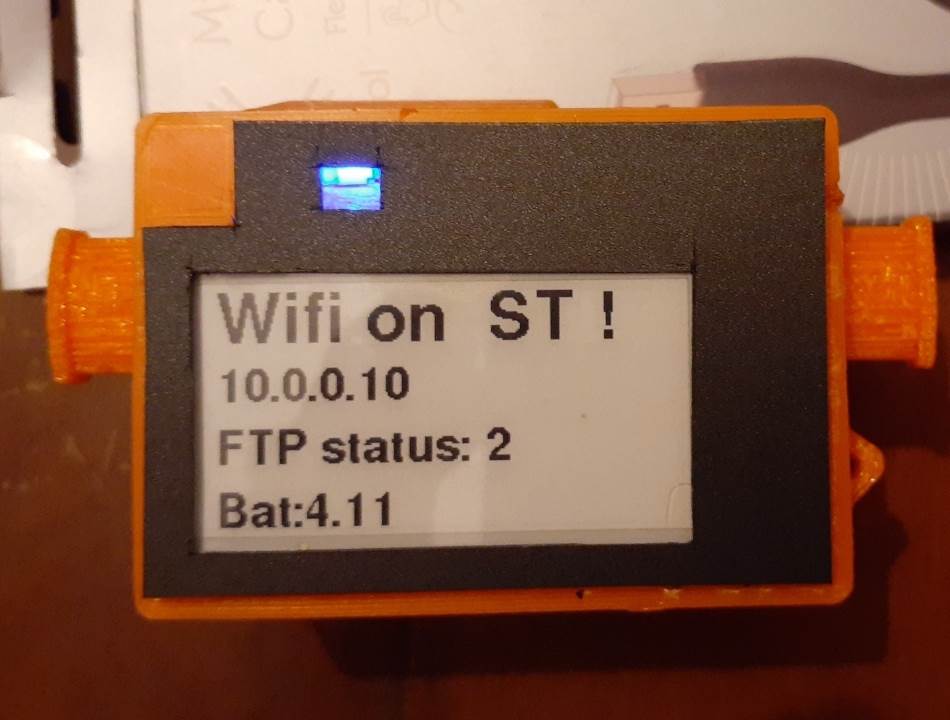 Wifi on ST !
10.0.0.10
FTP status: 2
Bat:4.11